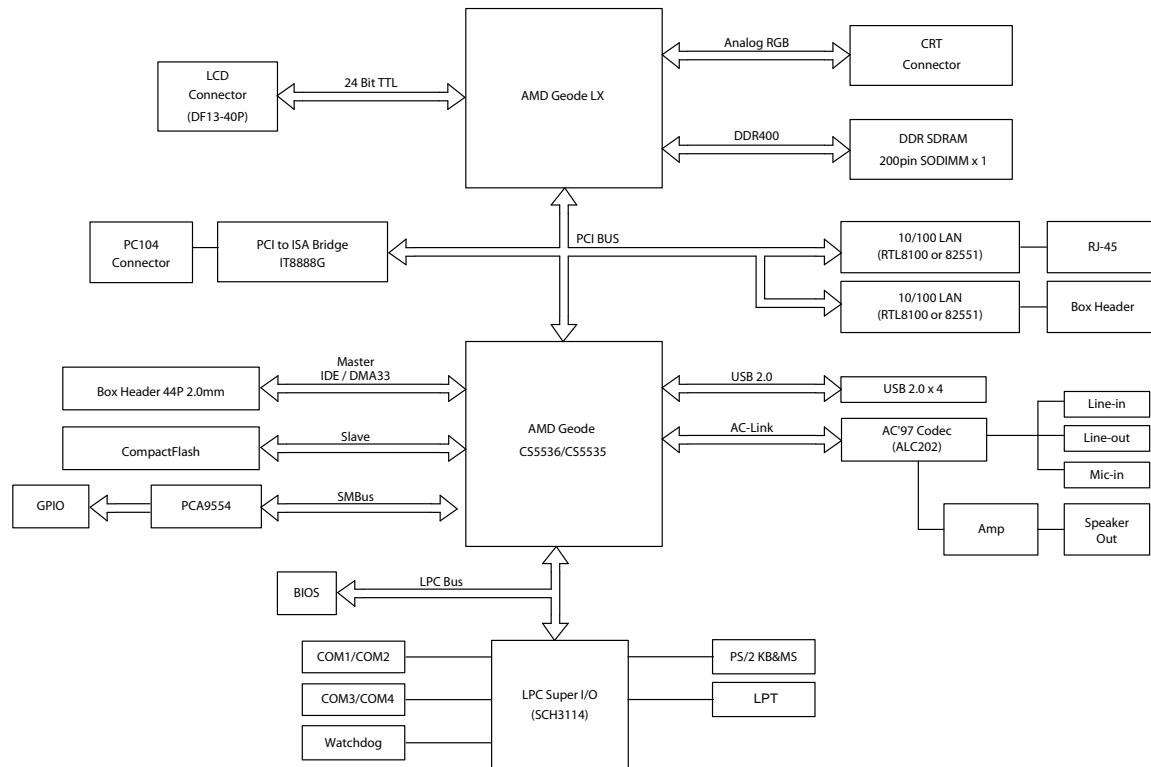 LCD
Connector
(DF13-40P)
24 Bit TTL
AMD Geode LX
Analog RGB
CRT
Connector
DDR400
DDR SDRAM
200pin SODIMM x 1
PC104
Connector
PCI to ISA Bridge
IT8888G
PCI BUS
10/100 LAN
(RTL8100 or 82551)
RJ-45
10/100 LAN
(RTL8100 or 82551)
Box Header
Box Header 44P 2.0mm
Master
IDE / DMA33
CompactFlash
Slave
GPIO
PCA9554
SMBus
AMD Geode
CS5536/CS5535
USB 2.0
USB 2.0 x 4
AC-Link
AC'97 Codec
(ALC202)
Line-in
Line-out
Mic-in
Amp
Speaker
Out
BIOS
LPC Bus
COM1/COM2
COM3/COM4
Watchdog
LPC Super I/O
(SCH3114)
PS/2 KB&MS
LPT